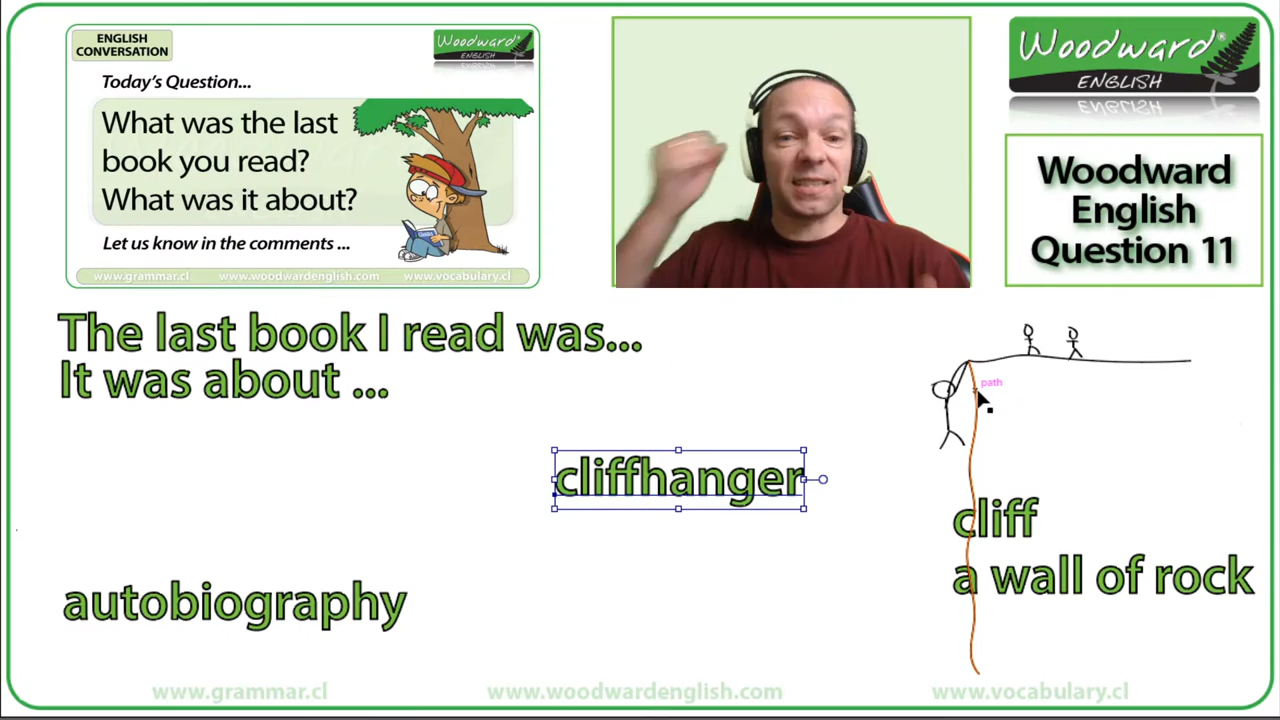 ENGLISH
CONVERSATION
Woodward
ENGLISH
Today's Question...
What was the last
book you read?
What was it about?
Let us know in the comments ...
www.grammar.cl www.woodwardenglish.com www.vocabulary.cl
Woodward®
ENGLISH
Woodward
English
Question 11
The last book I read was...
It was about ...
path
cliffhanger
cliff
a wall of rock
autobiography
www.grammar.cl www.woodwardenglish.com www.vocabulary.cl